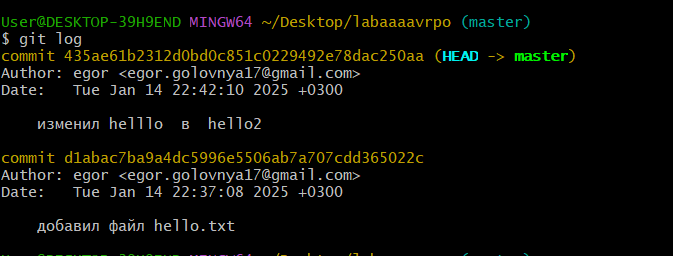 User@DESKTOP-39H9END MINGW64 ~/Desktop/labaaaavrpo (master)
$ git log
commit 435ae61b2312d0bd0c851c0229492e78dac250aa (HEAD -> master)
Author: egor <egor.golovnya17@gmail.com>
Date:   Tue Jan 14 22:42:10 2025 +0300
изменил helllo  в  hello2
commit d1abac7ba9a4dc5996e5506ab7a707cdd365022c
Author: egor <egor.golovnya17@gmail.com>
Date:   Tue Jan 14 22:37:08 2025 +0300
добавил файл hello.txt